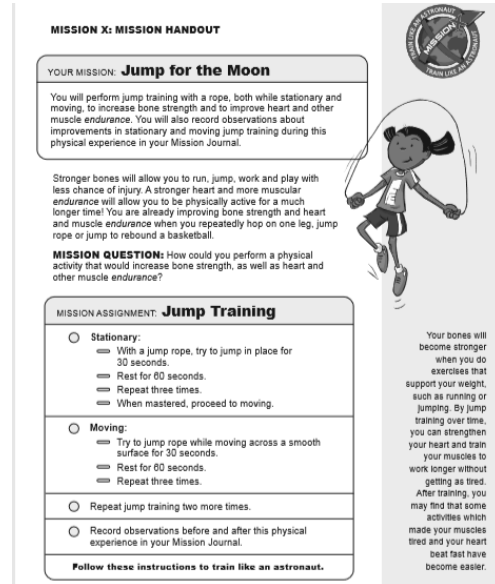 MISSION X: MISSION HANDOUT
TRAIN LIKE AN ASTRONAUT
MISSION X
TRAIN LIKE AN ASTRONAUT
YOUR MISSION: Jump for the Moon
You will perform jump training with a rope, both while stationary and
moving, to increase bone strength and to improve heart and other
muscle endurance. You will also record observations about
improvements in stationary and moving jump training during this
physical experience in your Mission Journal.
Stronger bones will allow you to run, jump, work and play with
less chance of injury. A stronger heart and more muscular
endurance will allow you to be physically active for a much
longer time! You are already improving bone strength and heart
and muscle endurance when you repeatedly hop on one leg, jump
rope or jump to rebound a basketball.
MISSION QUESTION: How could you perform a physical
activity that would increase bone strength, as well as heart and
other muscle endurance?
MISSION ASSIGNMENT: Jump Training
Stationary:
With a jump rope, try to jump in place for
30 seconds.
Rest for 60 seconds.
Repeat three times.
When mastered, proceed to moving.
Moving:
Try to jump rope while moving across a smooth
surface for 30 seconds.
Rest for 60 seconds.
Repeat three times.
Repeat jump training two more times.
Record observations before and after this physical
experience in your Mission Journal.
Follow these instructions to train like an astronaut.
Your bones will
become stronger
when you do
exercises that
support your weight,
such as running or
jumping. By jump
training over time,
you can strengthen
your heart and train
your muscles to
work longer without
getting as tired.
After training, you
may find that some
activities which
made your muscles
tired and your heart
beat fast have
become easier.